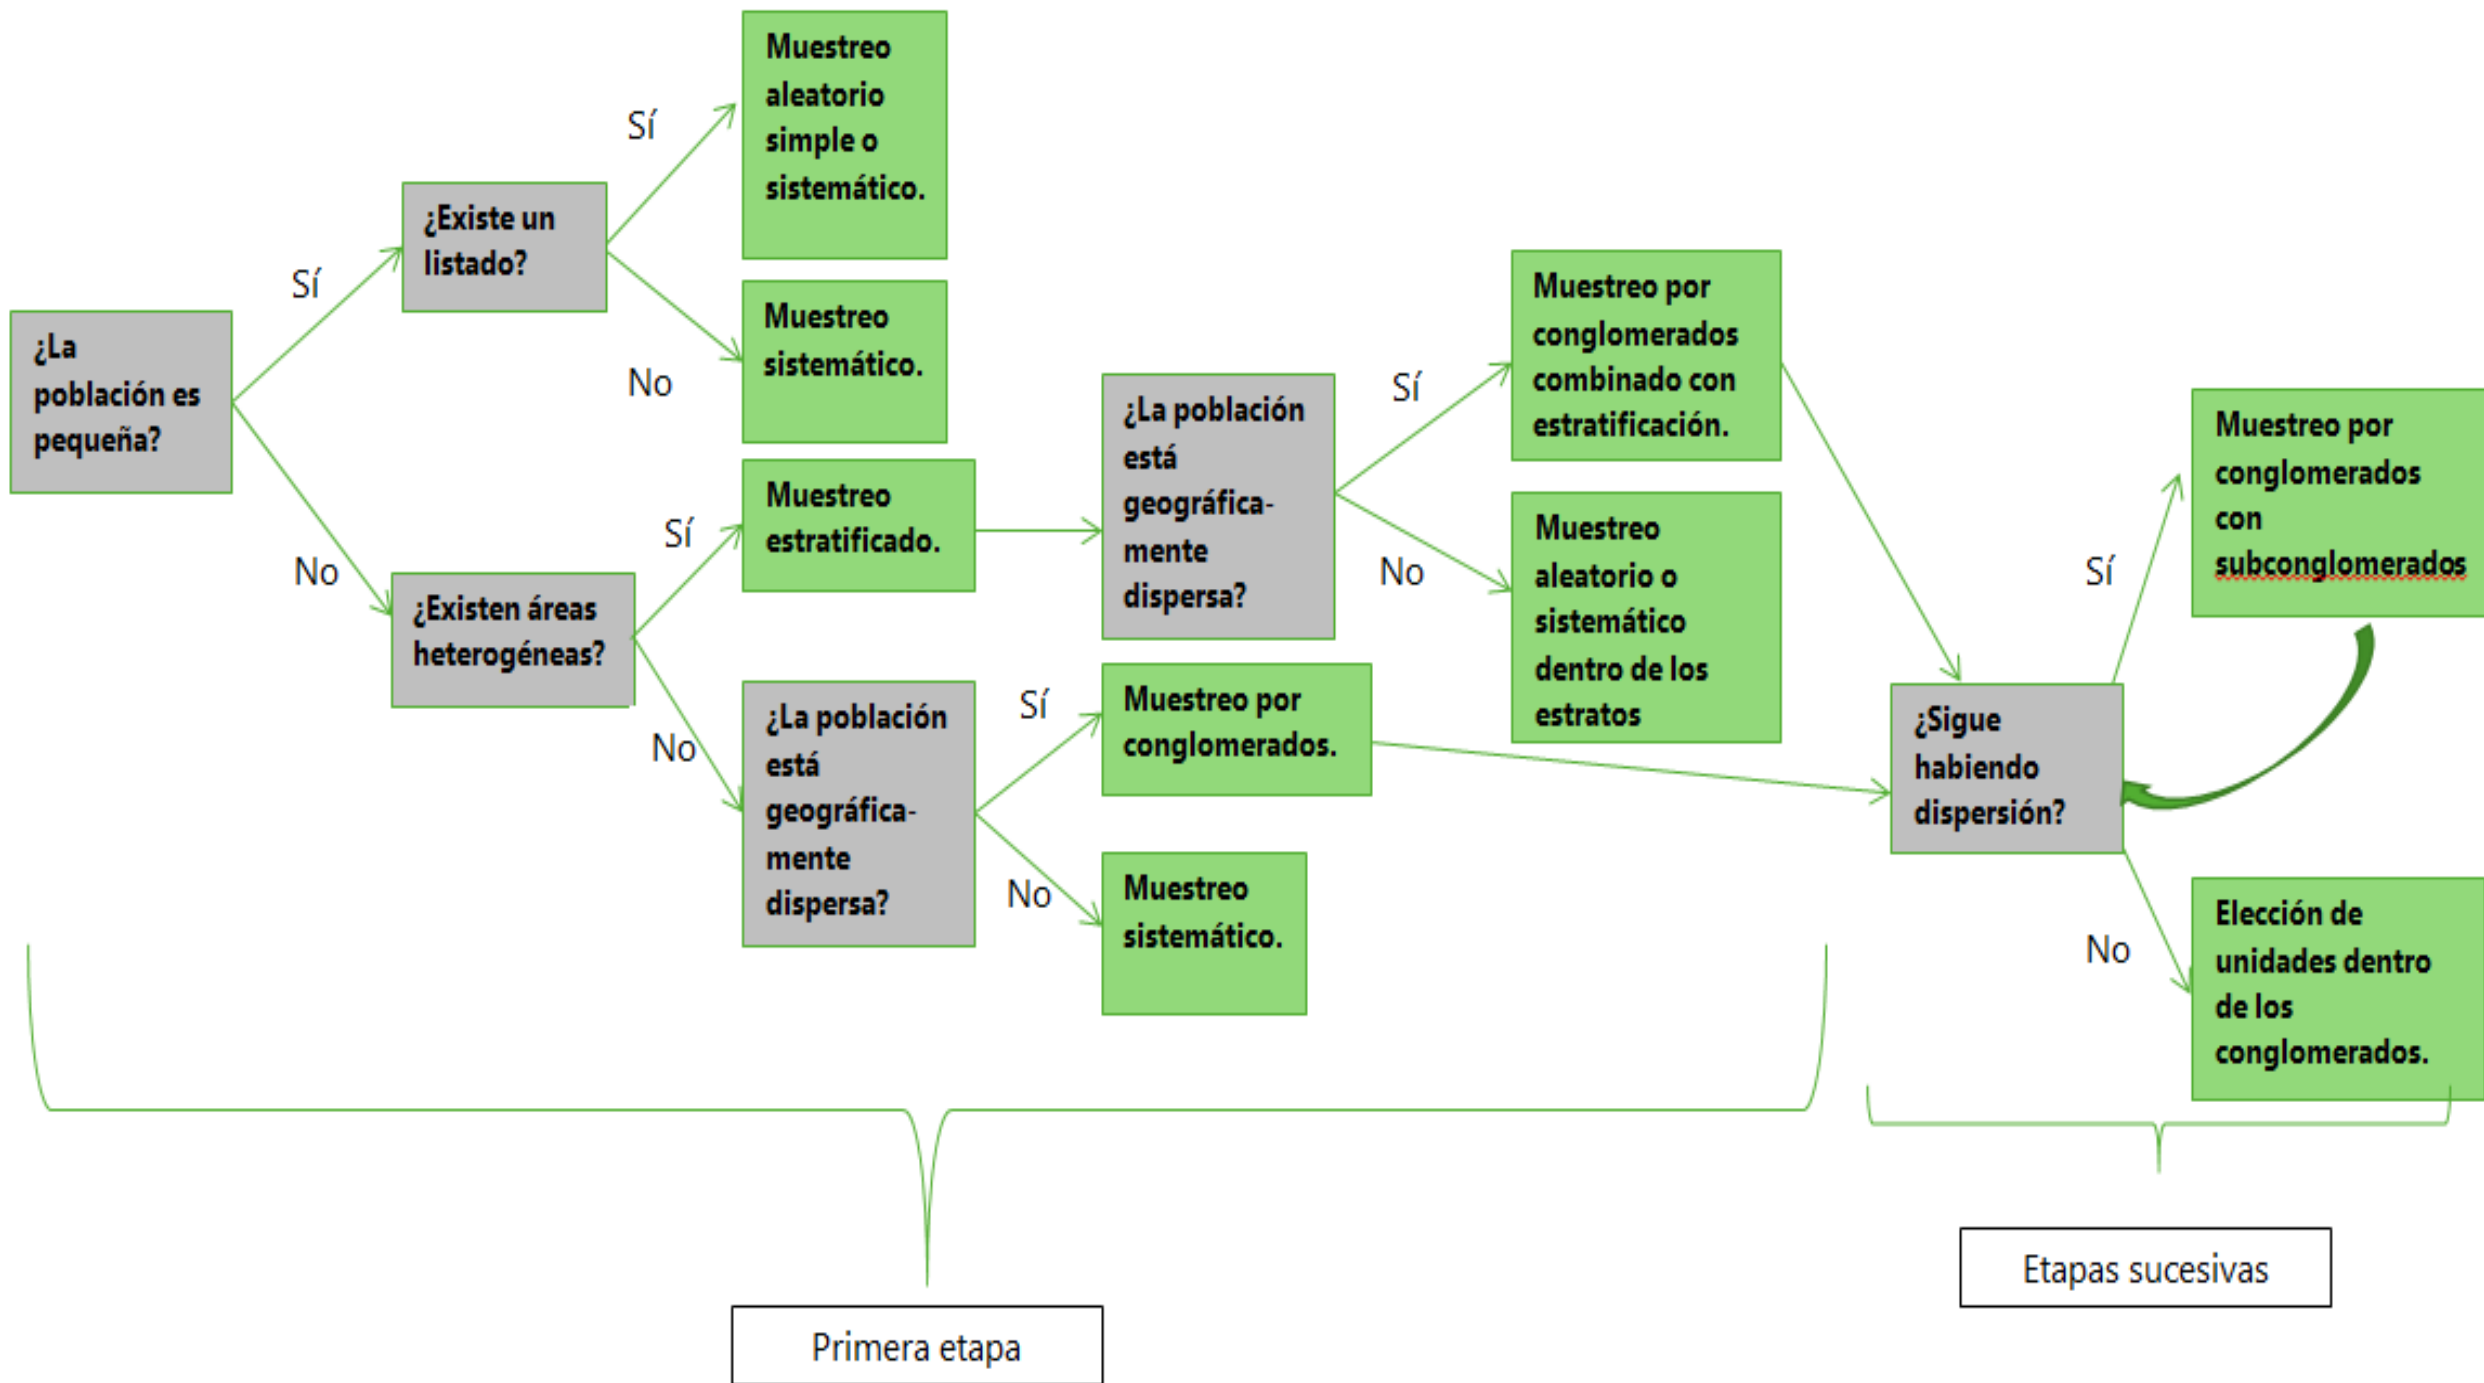 ¿La
población es
pequeña?
Sí
No
¿Existe un
listado?
Sí
No
Muestreo
aleatorio
simple o
sistemático.
Muestreo
sistemático.
¿Existen áreas
heterogéneas?
Sí
No
Muestreo
estratificado.
¿La población
está
geográfica-
mente
dispersa?
Sí
No
Muestreo por
conglomerados
combinado con
estratificación.
Muestreo
aleatorio o
sistemático
dentro de los
estratos
¿La población
está
geográfica-
mente
dispersa?
Sí
No
Muestreo por
conglomerados.
Muestreo
sistemático.
¿Sigue
habiendo
dispersión?
Sí
No
Muestreo por
conglomerados
con
subconglomerados
Elección de
unidades dentro
de los
conglomerados.
Primera etapa
Etapas sucesivas